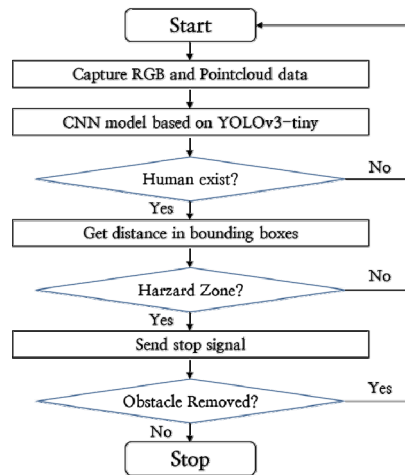 Start
Capture RGB and Pointcloud data
CNN model based on YOLOv3-tiny
Human exist?
No
Yes
Get distance in bounding boxes
Harzard Zone?
No
Yes
Send stop signal
Obstacle Removed?
Yes
No
Stop